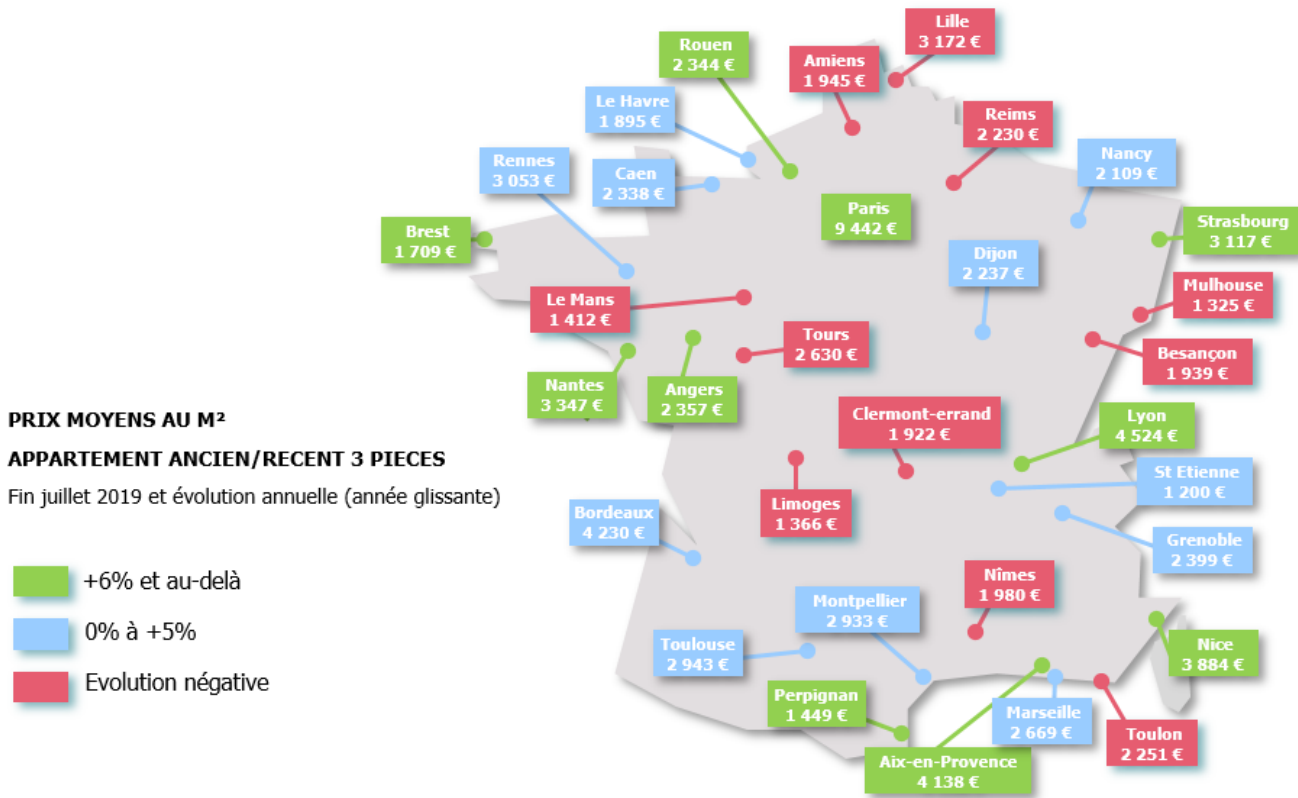 Lille
3 172 €
Rouen
2 344 €
Amiens
1 945 €
Le Havre
1 895 €
Reims
2 230 €
Rennes
3 053 €
Caen
2 338 €
Nancy
2 109 €
Paris
9 442 €
Brest
1 709 €
Strasbourg
3 117 €
Dijon
2 237 €
Mulhouse
1 325 €
Le Mans
1 412 €
Tours
2 630 €
Besançon
1 939 €
Nantes
3 347 €
Angers
2 357 €
Clermont-errand
1 922 €
Lyon
4 524 €
PRIX MOYENS AU M²
APPARTEMENT ANCIEN/RECENT 3 PIECES
Fin juillet 2019 et évolution annuelle (année glissante)
St Etienne
1 200 €
Limoges
1 366 €
Bordeaux
4 230 €
Grenoble
2 399 €
+6% et au-delà
0% à +5%
Evolution négative
Nîmes
1 980 €
Montpellier
2 933 €
Toulouse
2 943 €
Nice
3 884 €
Perpignan
1 449 €
Marseille
2 669 €
Toulon
2 251 €
Aix-en-Provence
4 138 €